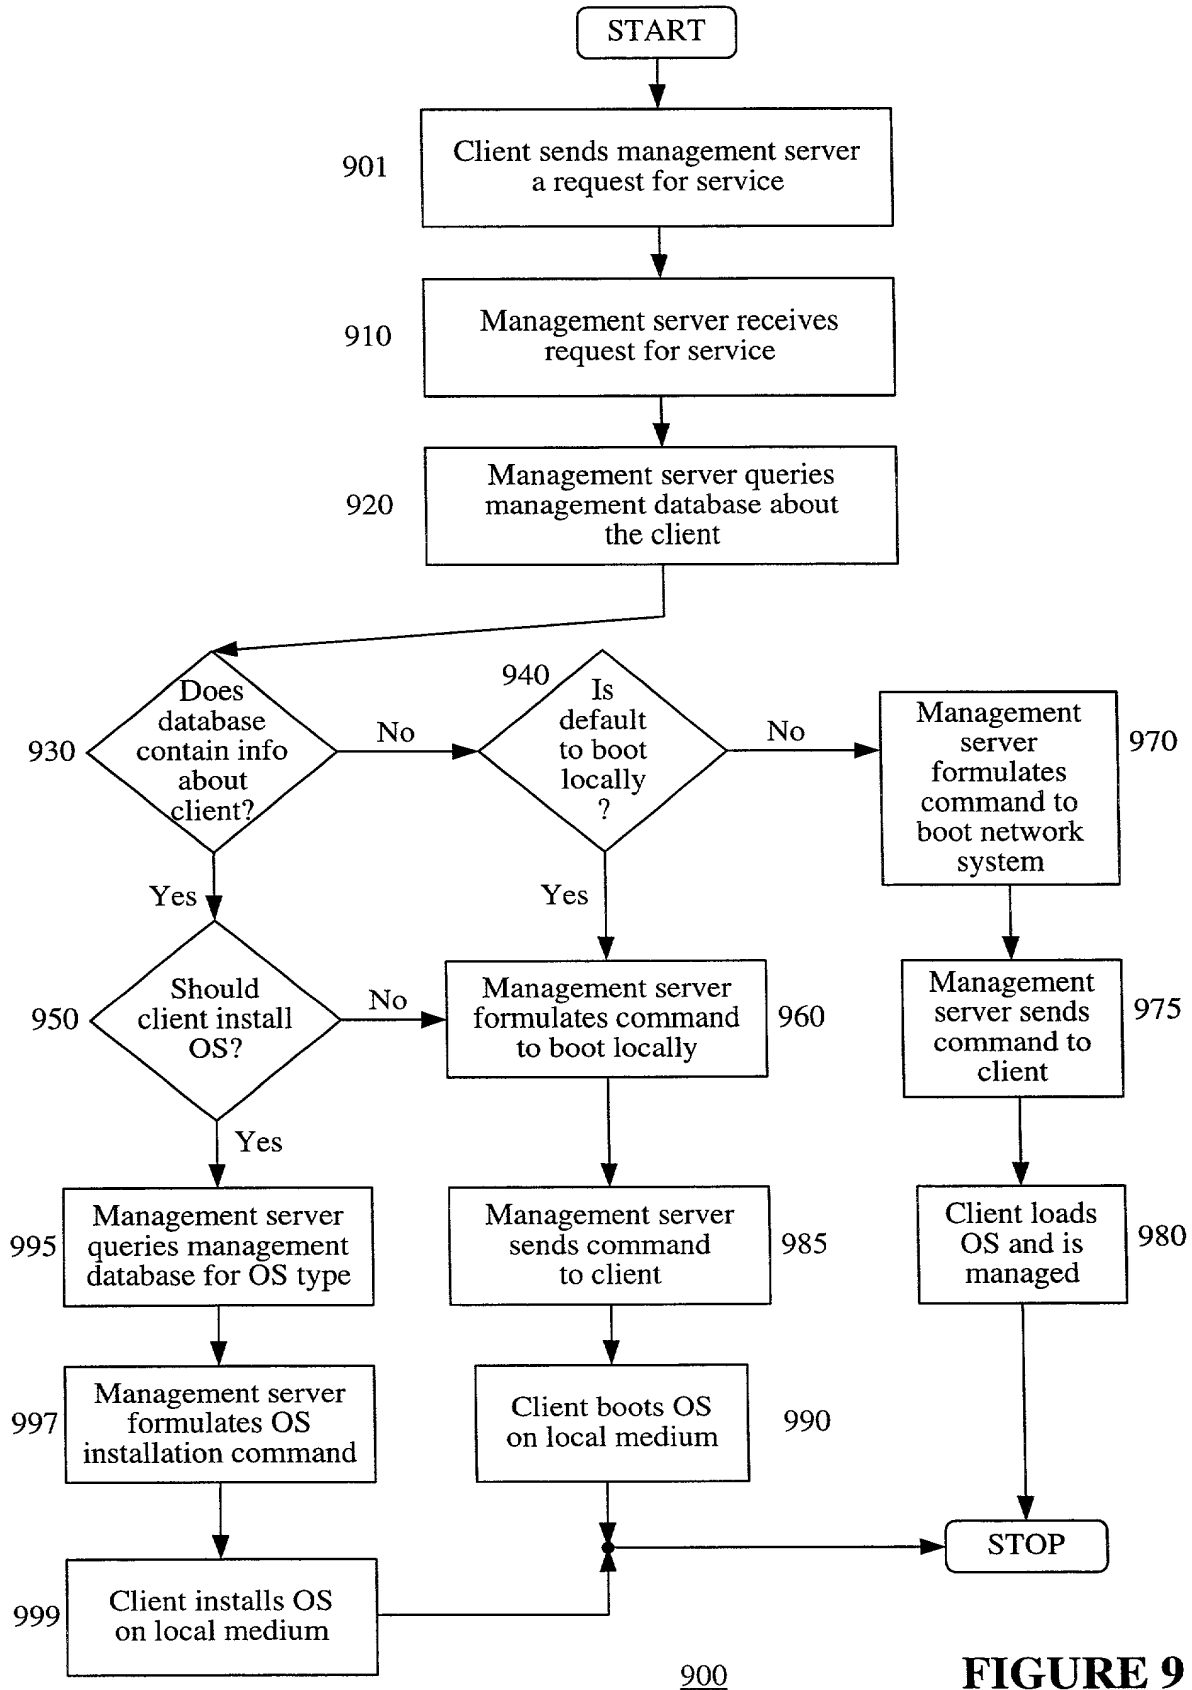 START
901
Client sends management server
a request for service
910
Management server receives
request for service
920
Management server queries
management database about
the client
930
Does
database
contain info
about
client?
No
940
Is
default
to boot
locally
?
No
Management
server
formulates
command to
boot network
system
970
Yes
Yes
950
Should
client install
OS?
No
Management server
formulates command
to boot locally
960
Management
server sends
command to
client
975
Yes
995
Management server
queries management
database for OS type
Management server
sends command
to client
985
Client loads
OS and is
managed
980
997
Management server
formulates OS
installation command
Client boots OS
on local medium
990
STOP
999
Client installs OS
on local medium
900
FIGURE 9